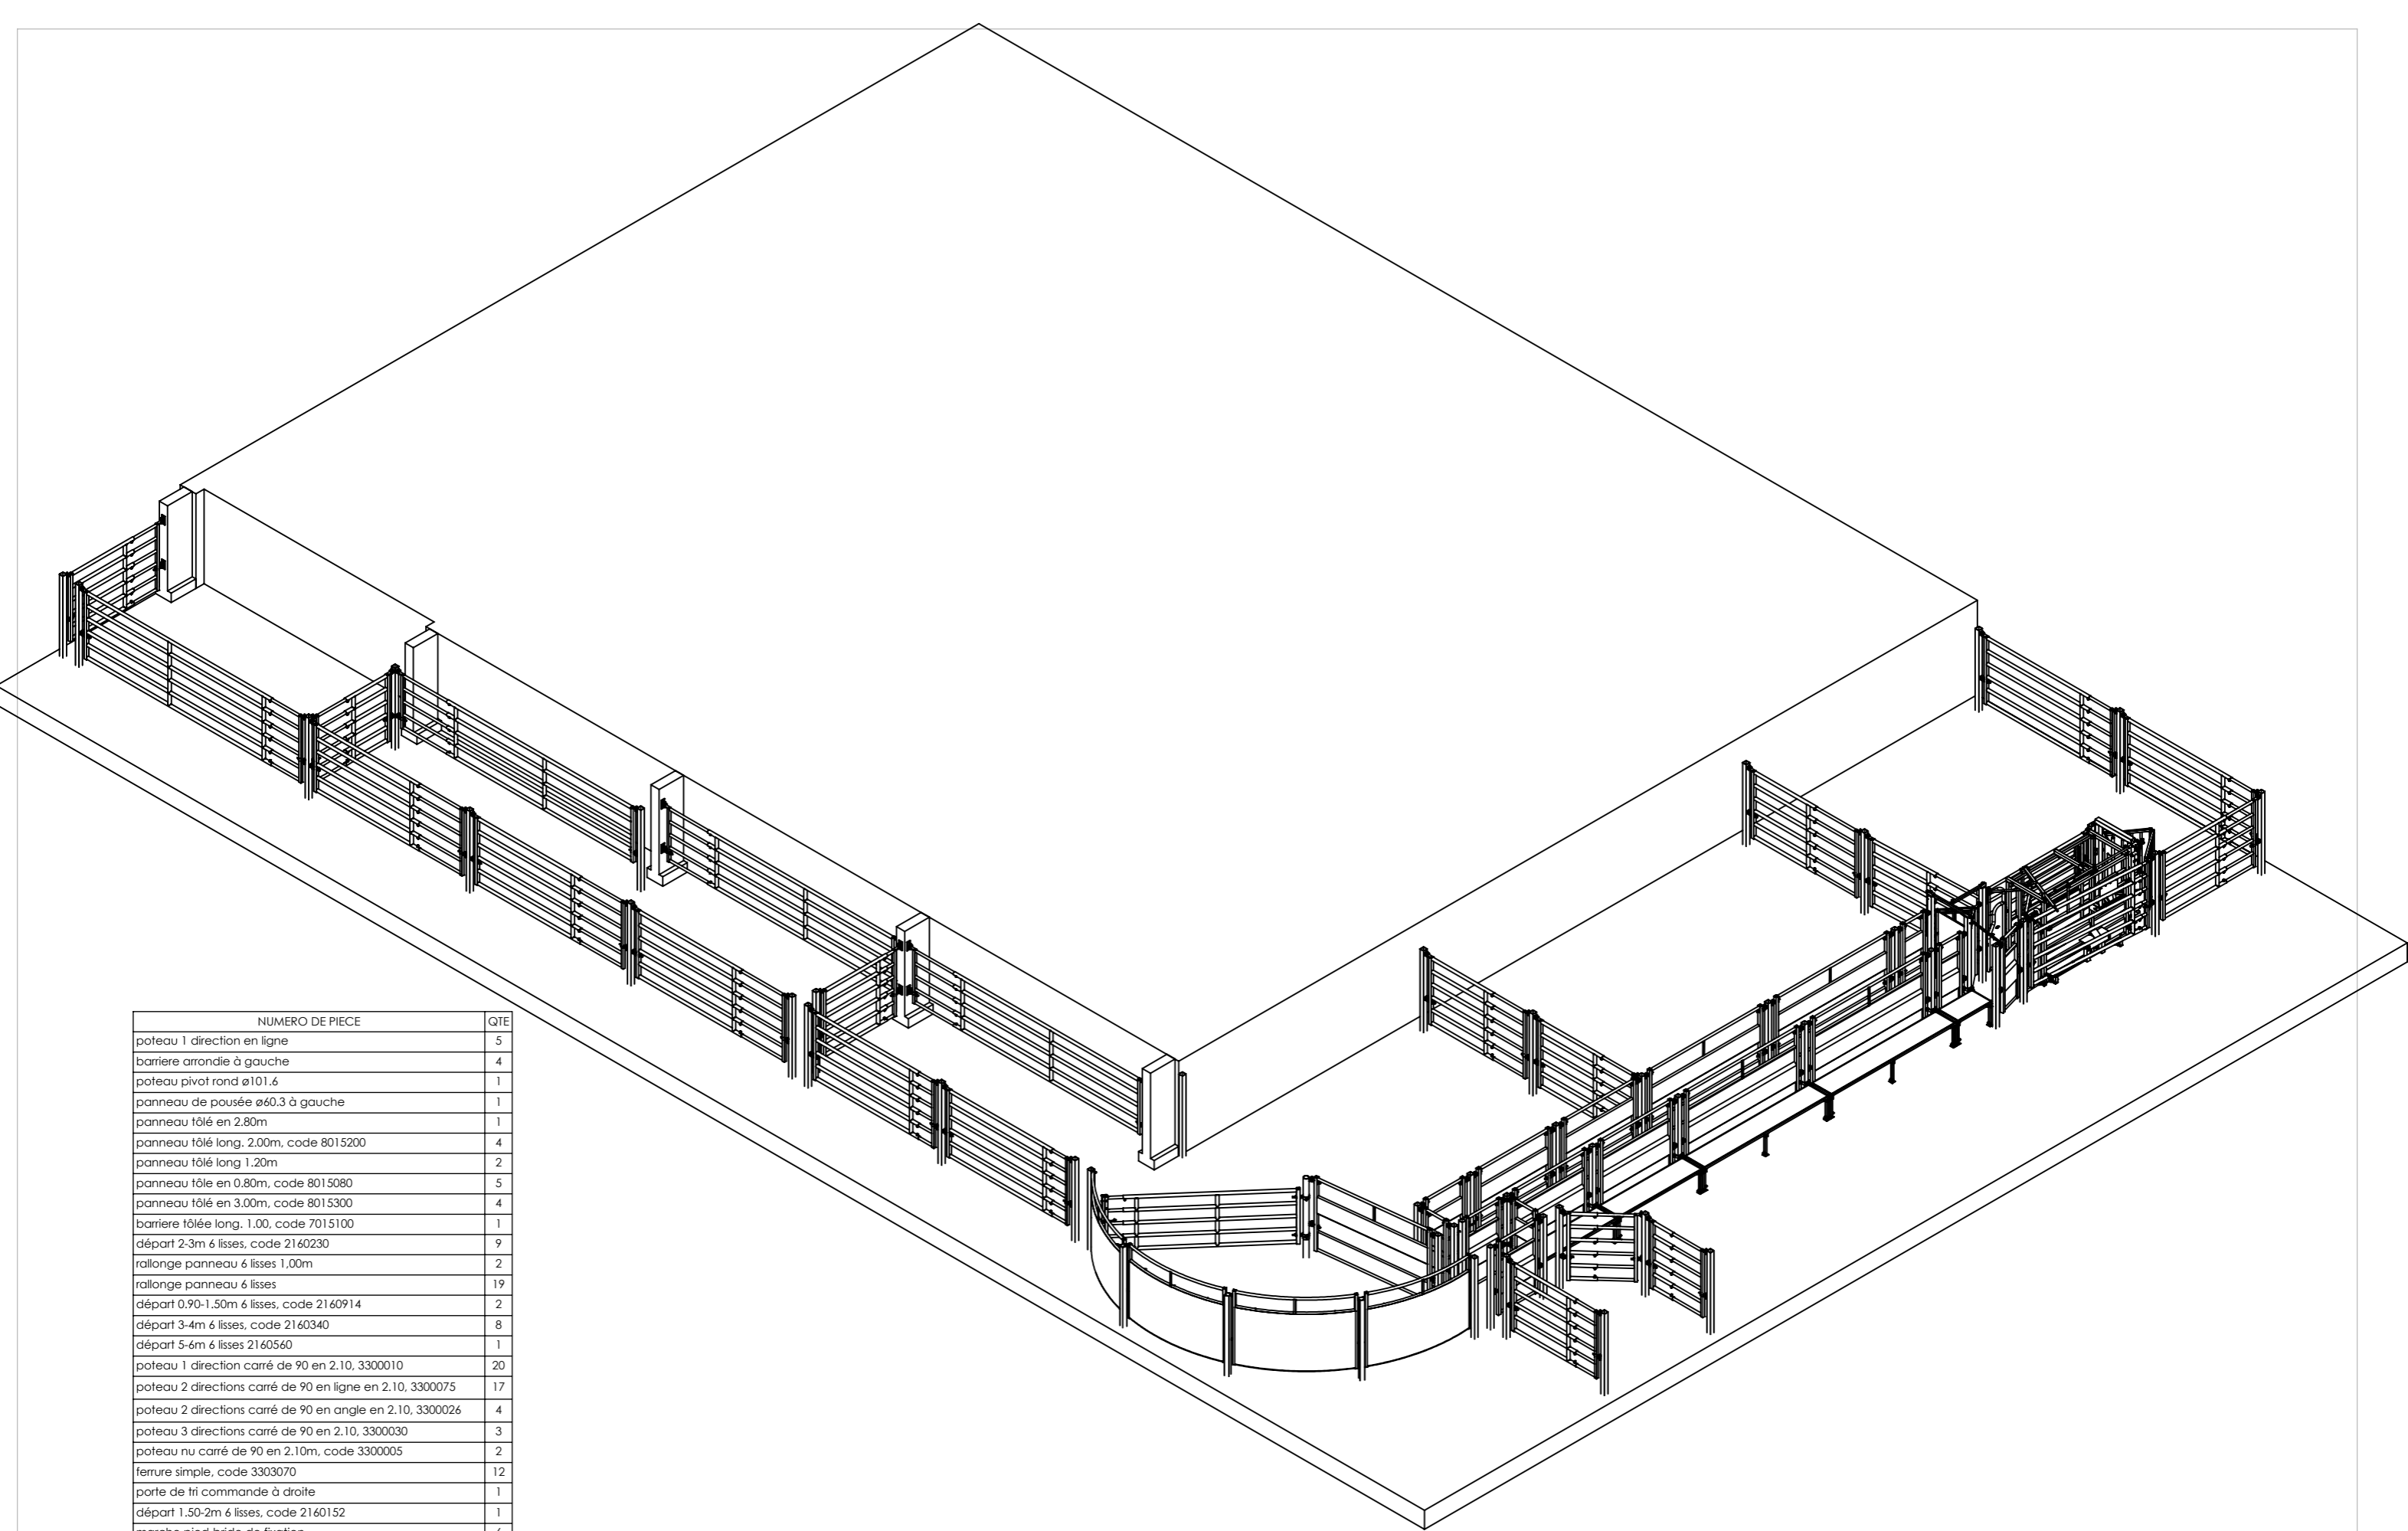 NUMERO DE PIECE QTE
poteau 1 direction en ligne 5
barriere arrondie à gauche 4
poteau pivot rond ø101.6 1
panneau de pousée ø60.3 à gauche 1
panneau tôlé en 2.80m 1
panneau tôlé long. 2.00m, code 8015200 4
panneau tôlé long 1.20m 2
panneau tôle en 0.80m, code 8015080 5
panneau tôlé en 3.00m, code 8015300 4
barriere tôlée long. 1.00, code 7015100 1
départ 2-3m 6 lisses, code 2160230 9
rallonge panneau 6 lisses 1,00m 2
rallonge panneau 6 lisses 19
départ 0.90-1.50m 6 lisses, code 2160914 2
départ 3-4m 6 lisses, code 2160340 8
départ 5-6m 6 lisses 2160560 1
poteau 1 direction carré de 90 en 2.10, 3300010 20
poteau 2 directions carré de 90 en ligne en 2.10, 3300075 17
poteau 2 directions carré de 90 en angle en 2.10, 3300026 4
poteau 3 directions carré de 90 en 2.10, 3300030 3
poteau nu carré de 90 en 2.10m, code 3300005 2
ferrure simple, code 3303070 12
porte de tri commande à droite 1
départ 1.50-2m 6 lisses, code 2160152 1